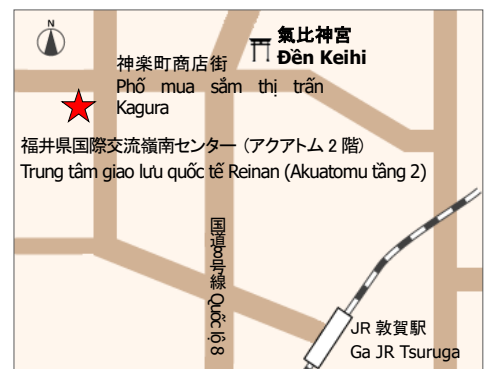 N
氣比神宮
Đền Keihi
神楽町商店街
Phố mua sắm thị trấn
Kagura
福井県国際交流嶺南センター (アクアトム 2 階)
Trung tâm giao lưu quốc tế Reinan (Akuatomu tầng 2)
国道8号線 Quốc lộ 8
JR 敦賀駅
Ga JR Tsuruga